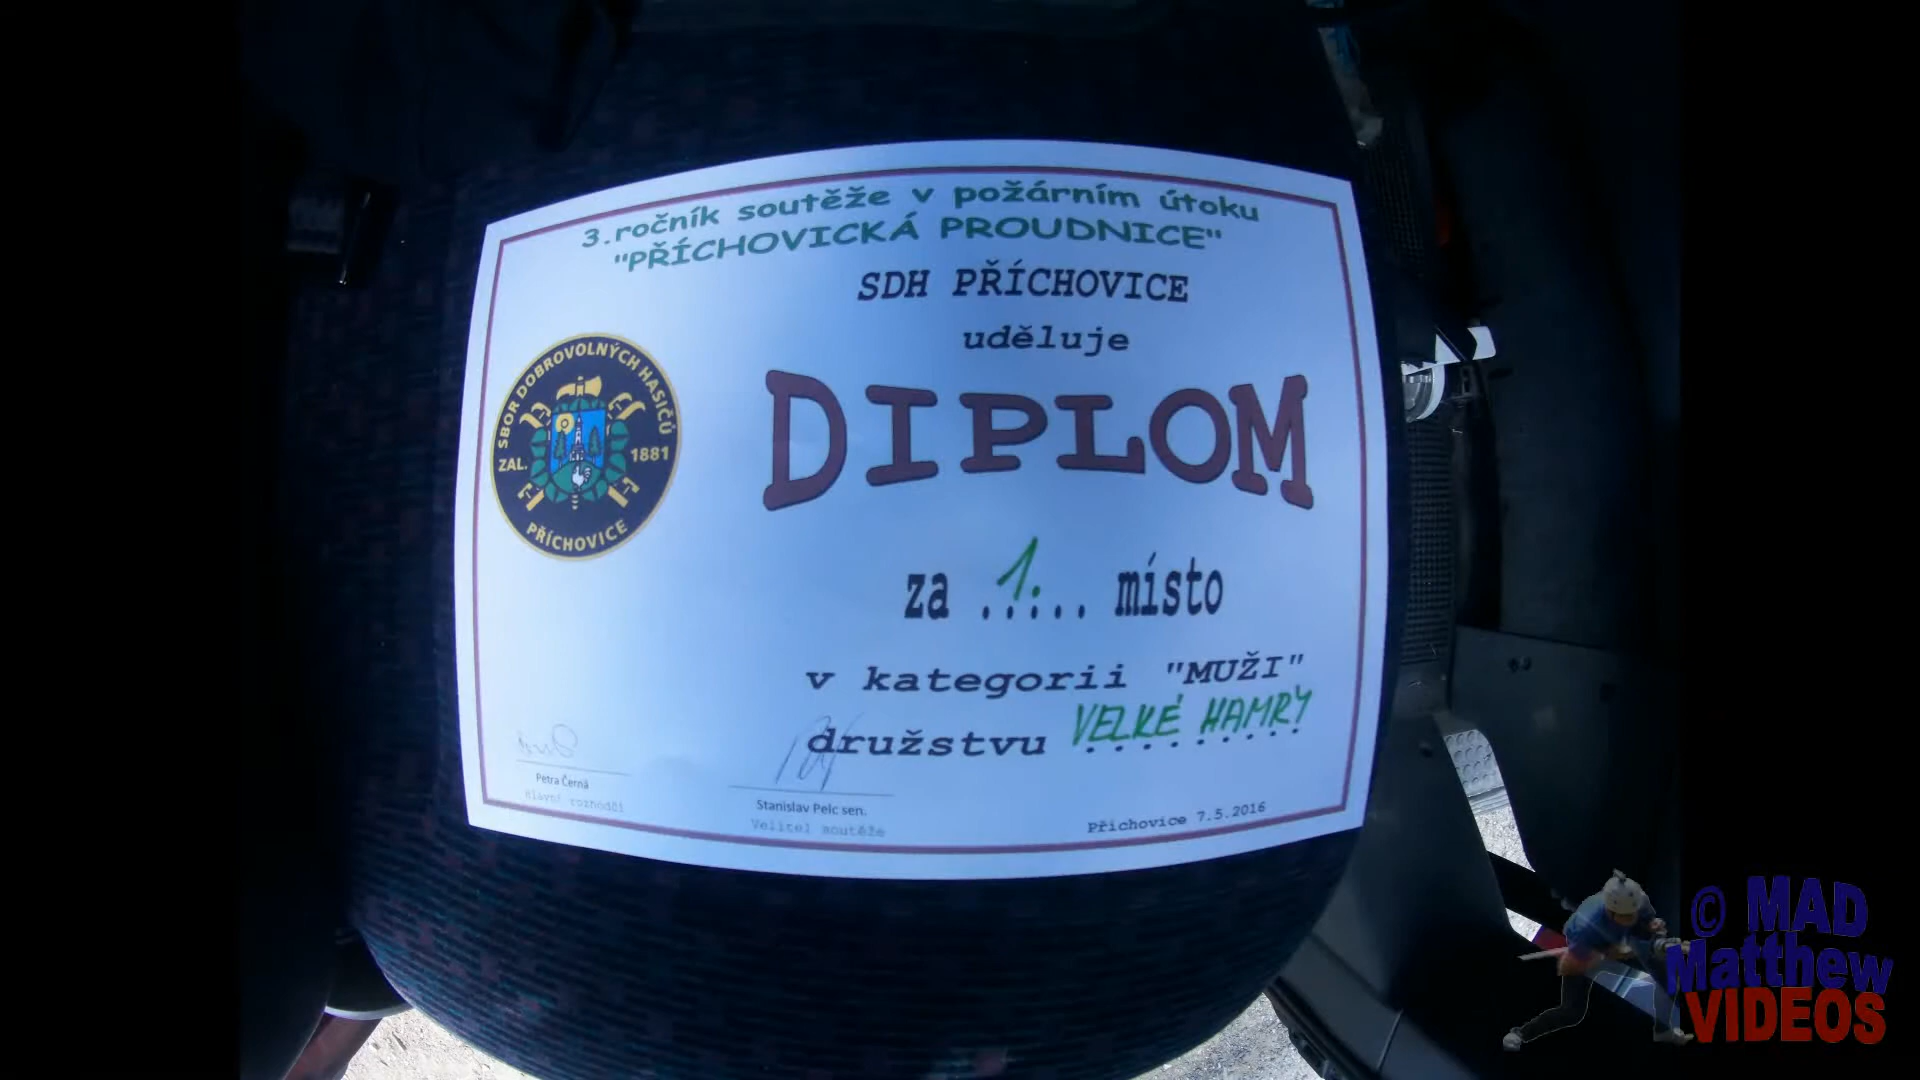 3.ročník soutěže v požárním útoku
"PŘÍCHOVICKÁ PROUDNICE"
SDH PŘÍCHOVICE
uděluje
DIPLOM
SBOR DOBROVOLNÝCH HASIČŮ
ZAL. 1881
PŘÍCHOVICE
za 1. místo
v kategorii "MUŽI"
družstvu VELKÉ HAMRY
Petra Černá
Hlavní rozhodčí
Stanislav Pelc sen.
Velitel soutěže
Příchovice 7.5.2016
© MAD
Matthew
VIDEOS